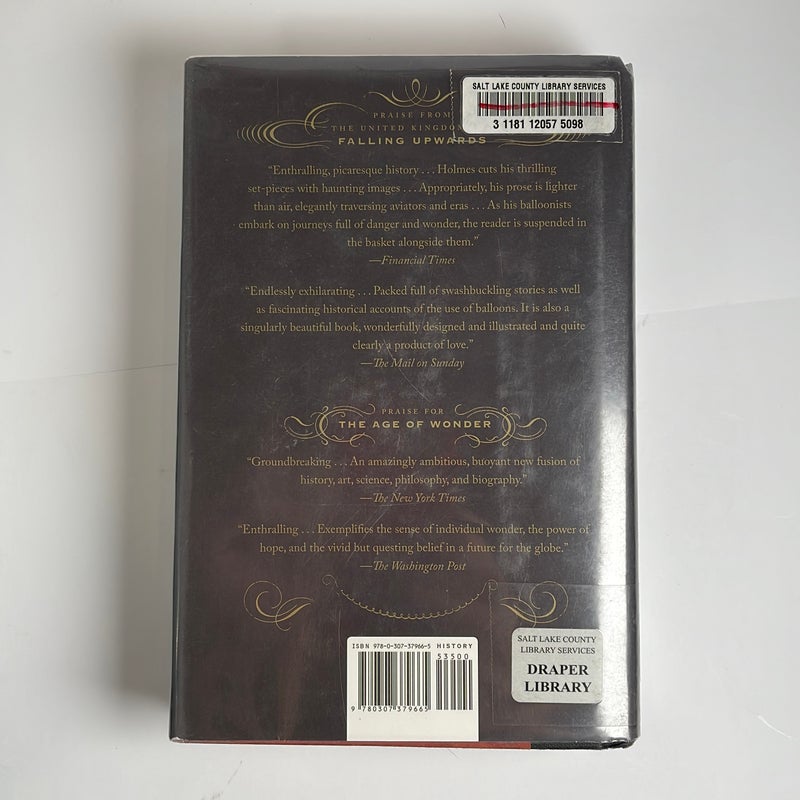 SALT LAKE COUNTY LIBRARY SERVICES
3 1181 12057 5098
PRAISE FROM
THE UNITED KINGDOM
FALLING UPWARDS
“Enthralling, picaresque history . . . Holmes cuts his thrilling
set-pieces with haunting images . . . Appropriately, his prose is lighter
than air, elegantly traversing aviators and eras . . . As his balloonists
embark on journeys full of danger and wonder, the reader is suspended in
the basket alongside them.”
—Financial Times
“Endlessly exhilarating . . . Packed full of swashbuckling stories as well
as fascinating historical accounts of the use of balloons. It is also a
singularly beautiful book, wonderfully designed and illustrated and quite
clearly a product of love.”
—The Mail on Sunday
PRAISE FOR
THE AGE OF WONDER
“Groundbreaking . . . An amazingly ambitious, buoyant new fusion of
history, art, science, philosophy, and biography.”
—The New York Times
“Enthralling . . . Exemplifies the sense of individual wonder, the power of
hope, and the vivid but questing belief in a future for the globe.”
—The Washington Post
ISBN 978-0-307-37966-5 HISTORY
53500
9 780307 379665
SALT LAKE COUNTY
LIBRARY SERVICES
DRAPER
LIBRARY